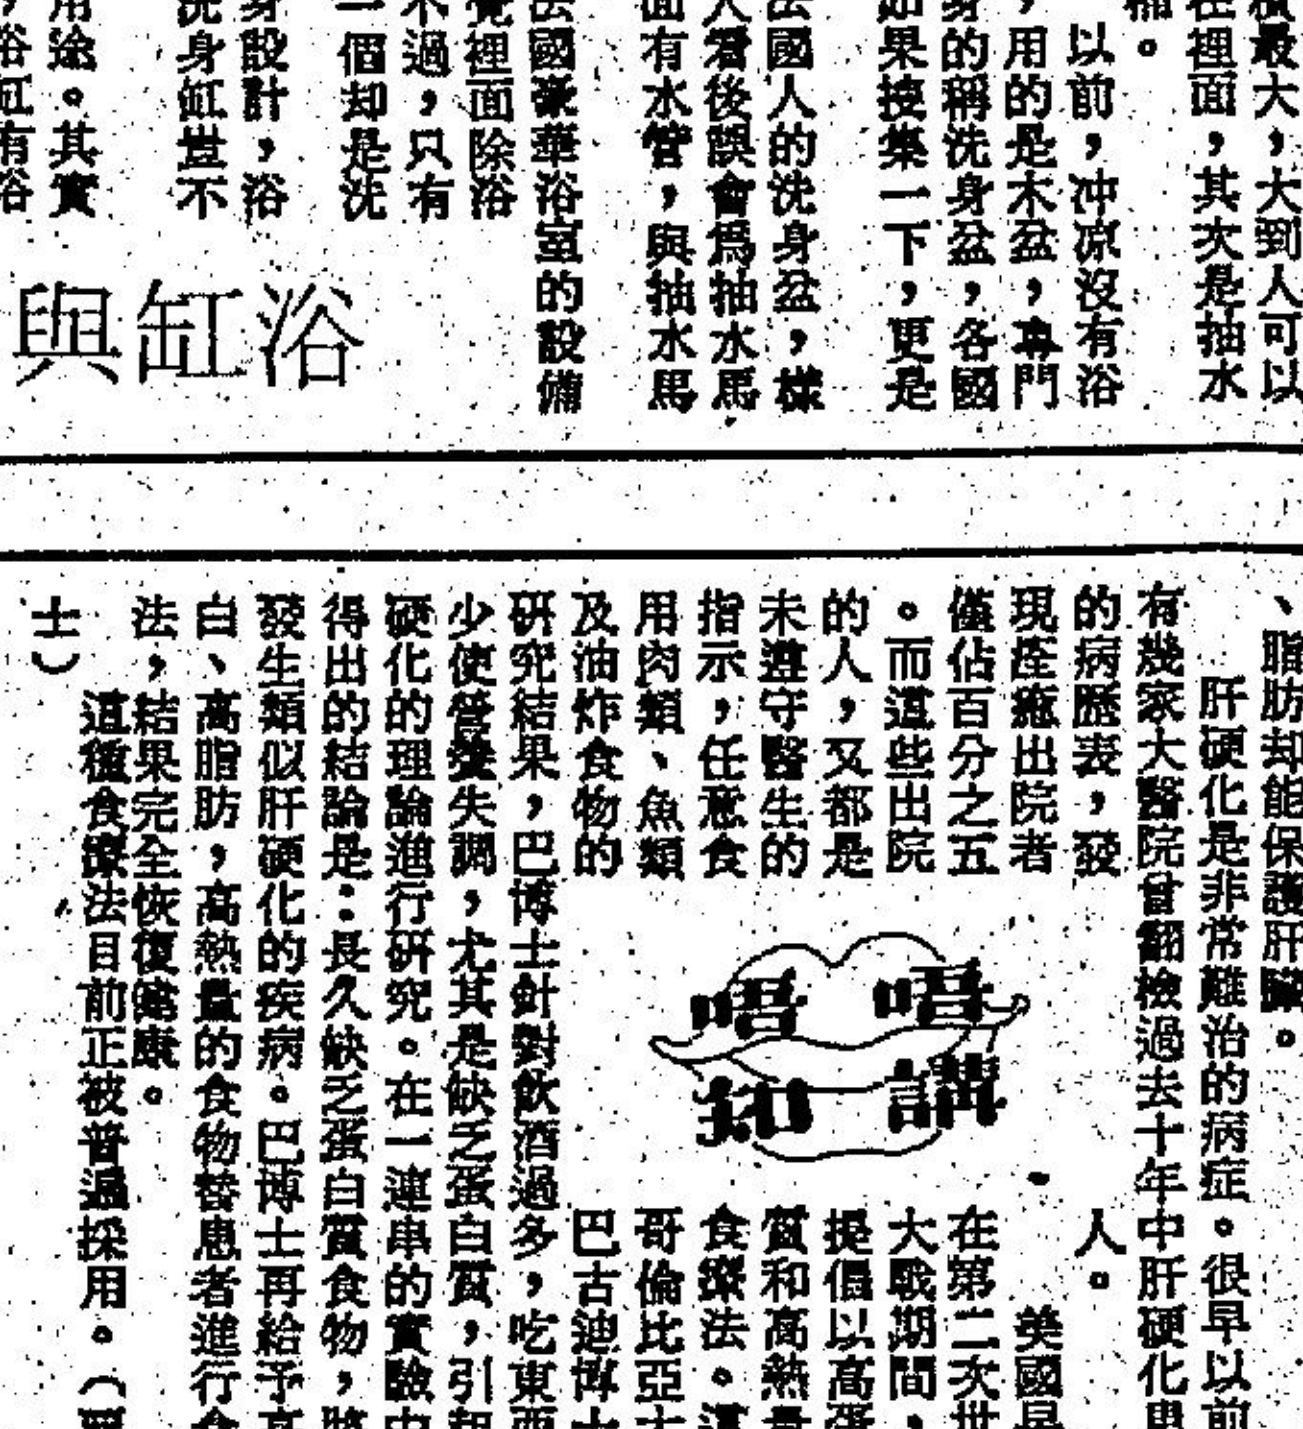 積最大，大到人可以
在裡面，其次是抽水
桶。
以前，冲凉沒有浴
，用的是木盆，專門
身的稱洗身盆，各國
如果搜集一下，更是
法國人的洗身盆，樣
人看後誤會爲抽水馬
面有水管，與抽水馬
法國豪華浴室的設備
覺裡面除浴
不過，只有
一個却是洗
身設計，浴
洗身缸豈不
用途。其實
，浴缸有浴
浴缸與
、脂肪却能保護肝臟。
肝硬化是非常難治的病症。很早以前
有幾家大醫院曾翻檢過去十年中肝硬化患
的病歷表，發
現痊癒出院者
僅佔百分之五
。而這些出院
的人，又都是
未遵守醫生的
指示，任意食
用肉類、魚類
及油炸食物的
唔講
唔知
人。
美國早
在第二次世
大戰期間，
提倡以高蛋
質和高熱量
食療法。這
哥倫比亞大
巴古迪博士
研究結果，巴博士針對飲酒過多，吃東西
少使營養失調，尤其是缺乏蛋白質，引起
硬化的理論進行研究。在一連串的實驗中
得出的結論是：長久缺乏蛋白質食物，將
發生類似肝硬化的疾病。巴博士再給予高
白、高脂肪，高熱量的食物替患者進行食
法，結果完全恢復健康。
這種食療法目前正被普遍採用。（
士）